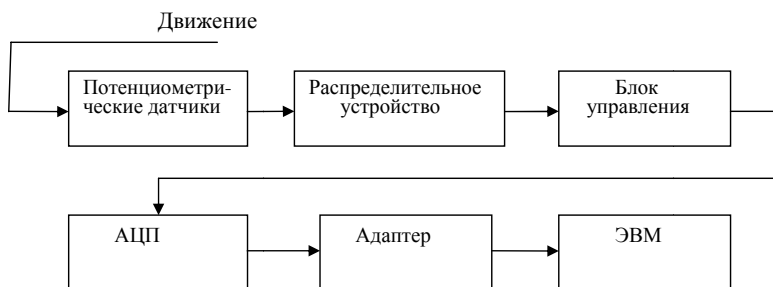 Движение
Потенциометри-
ческие датчики
Распределительное
устройство
Блок
управления
АЦП
Адаптер
ЭВМ